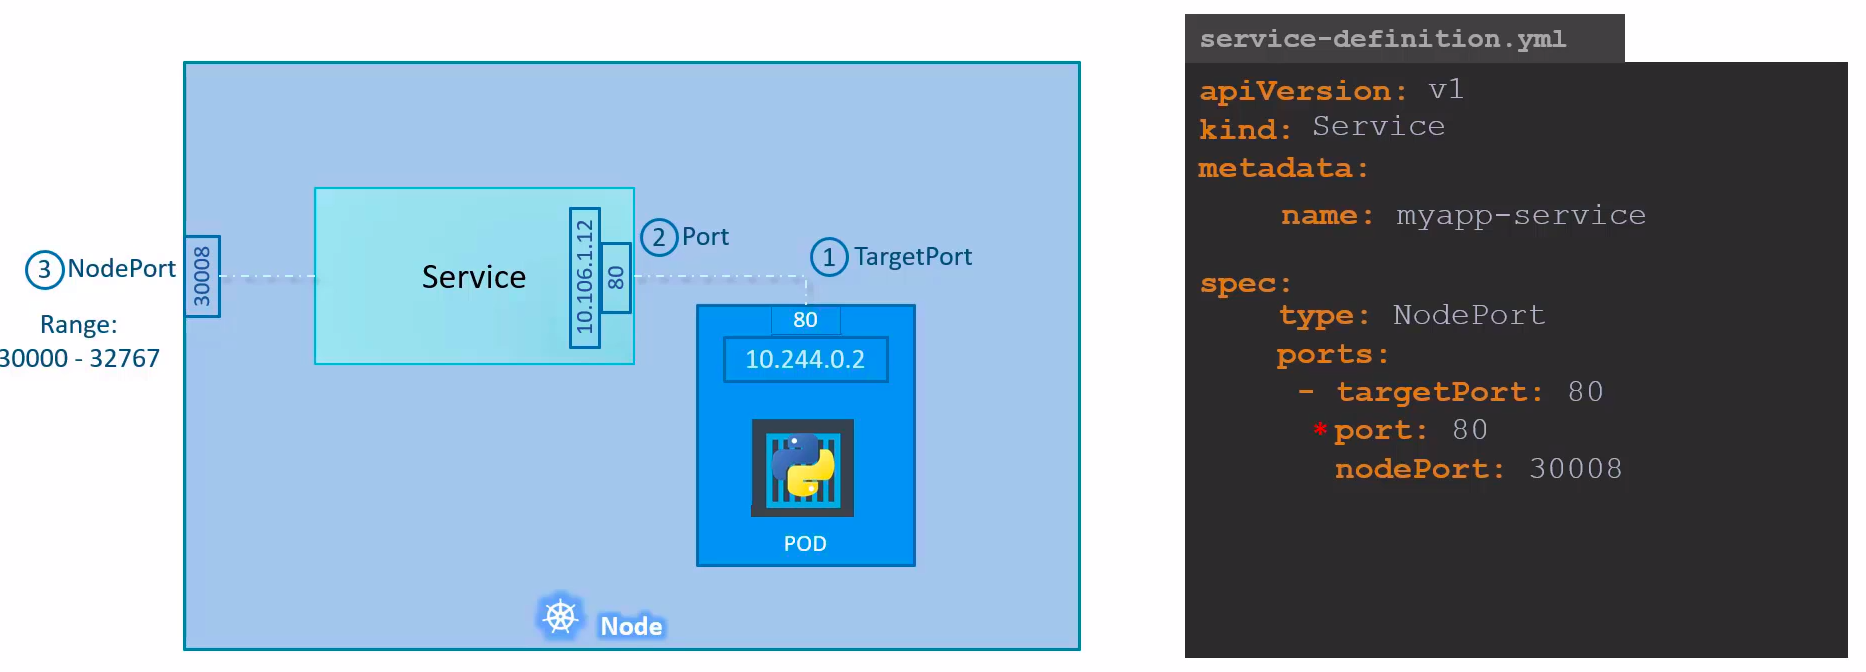 3 NodePort
Range:
30000 - 32767
30008
Service
10.106.1.12
80
2 Port
1 TargetPort
80
10.244.0.2
POD
Node
service-definition.yml
apiVersion: v1
kind: Service
metadata:
name: myapp-service
spec:
type: NodePort
ports:
- targetPort: 80
*port: 80
nodePort: 30008